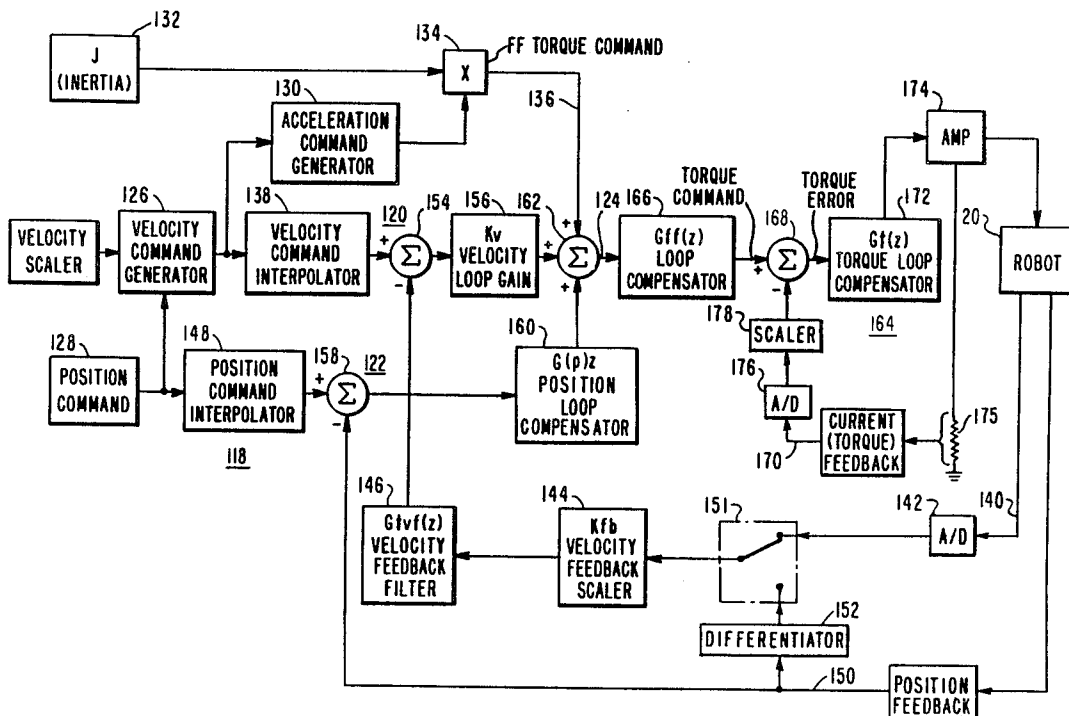 132
J
(INERTIA)
134
X
FF TORQUE COMMAND
136
130
ACCELERATION
COMMAND
GENERATOR
174
AMP
VELOCITY
SCALER
126
VELOCITY
COMMAND
GENERATOR
138
VELOCITY
COMMAND
INTERPOLATOR
120
+
-
154
Σ
156
Kv
VELOCITY
LOOP GAIN
162
+
+
+
Σ
124
166
Gff(z)
LOOP
COMPENSATOR
TORQUE
COMMAND
168
+
-
Σ
TORQUE
ERROR
172
Gt(z)
TORQUE LOOP
COMPENSATOR
164
20
ROBOT
128
POSITION
COMMAND
148
POSITION
COMMAND
INTERPOLATOR
118
158
+
-
Σ
122
160
G(p)z
POSITION
LOOP
COMPENSATOR
178
SCALER
176
A/D
170
CURRENT
(TORQUE)
FEEDBACK
175
146
Gtvf(z)
VELOCITY
FEEDBACK
FILTER
144
Kfb
VELOCITY
FEEDBACK
SCALER
151
142
A/D
140
152
DIFFERENTIATOR
150
POSITION
FEEDBACK